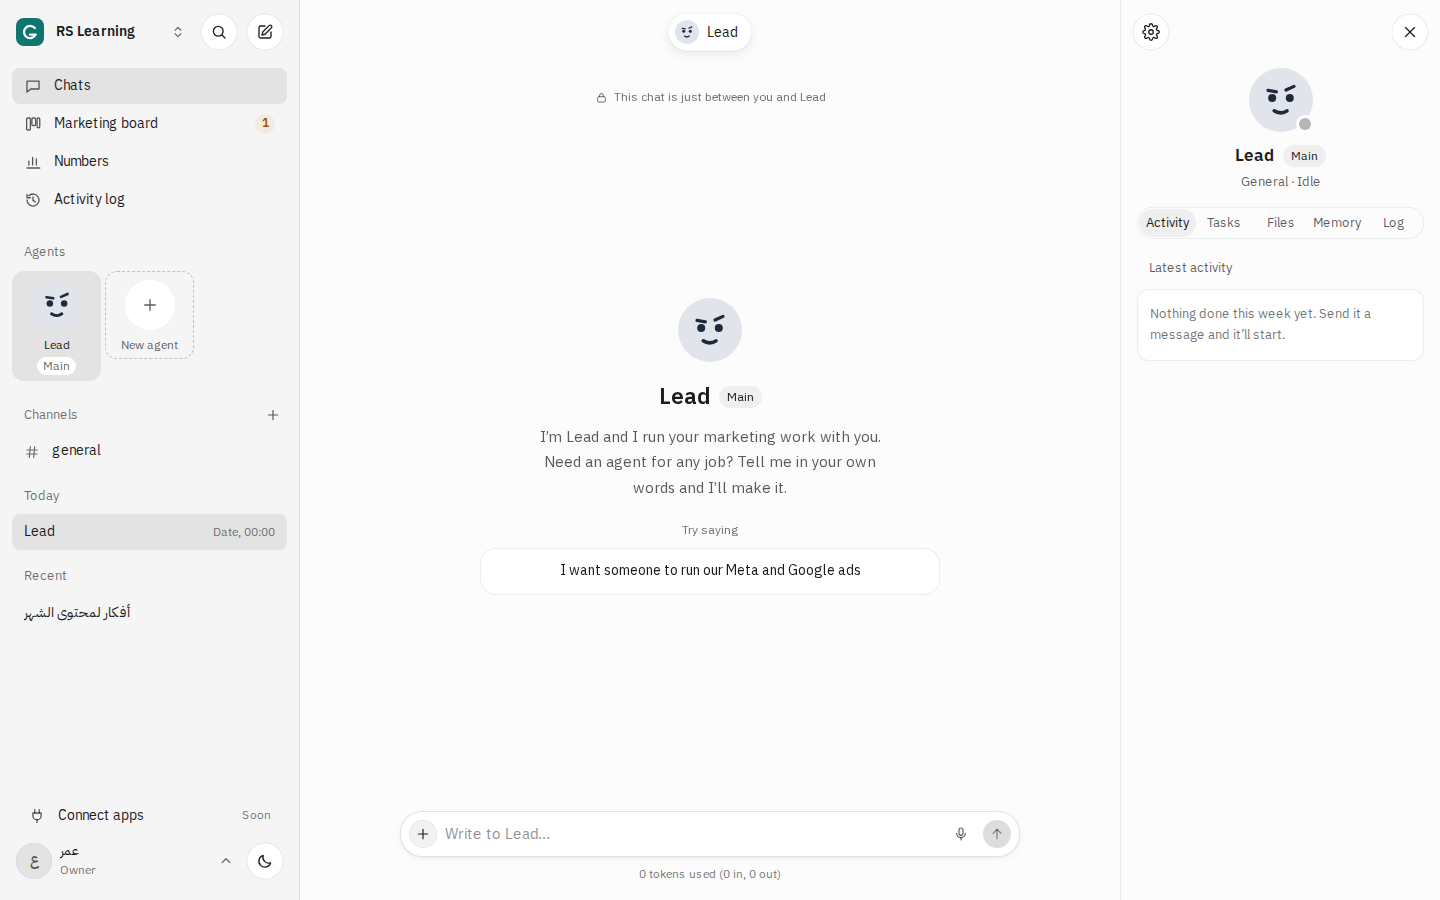 RS Learning
Chats
Marketing board 1
Numbers
Activity log
Agents
Lead
Main
New agent
Channels
# general
Today
Lead Date, 00:00
Recent
أفكار لمحتوى الشهر
Connect apps Soon
ع
عمر
Owner
Lead
This chat is just between you and Lead
Lead Main
I'm Lead and I run your marketing work with you.
Need an agent for any job? Tell me in your own
words and I'll make it.
Try saying
I want someone to run our Meta and Google ads
Write to Lead...
0 tokens used (0 in, 0 out)
Lead Main
General · Idle
Activity Tasks Files Memory Log
Latest activity
Nothing done this week yet. Send it a
message and it'll start.